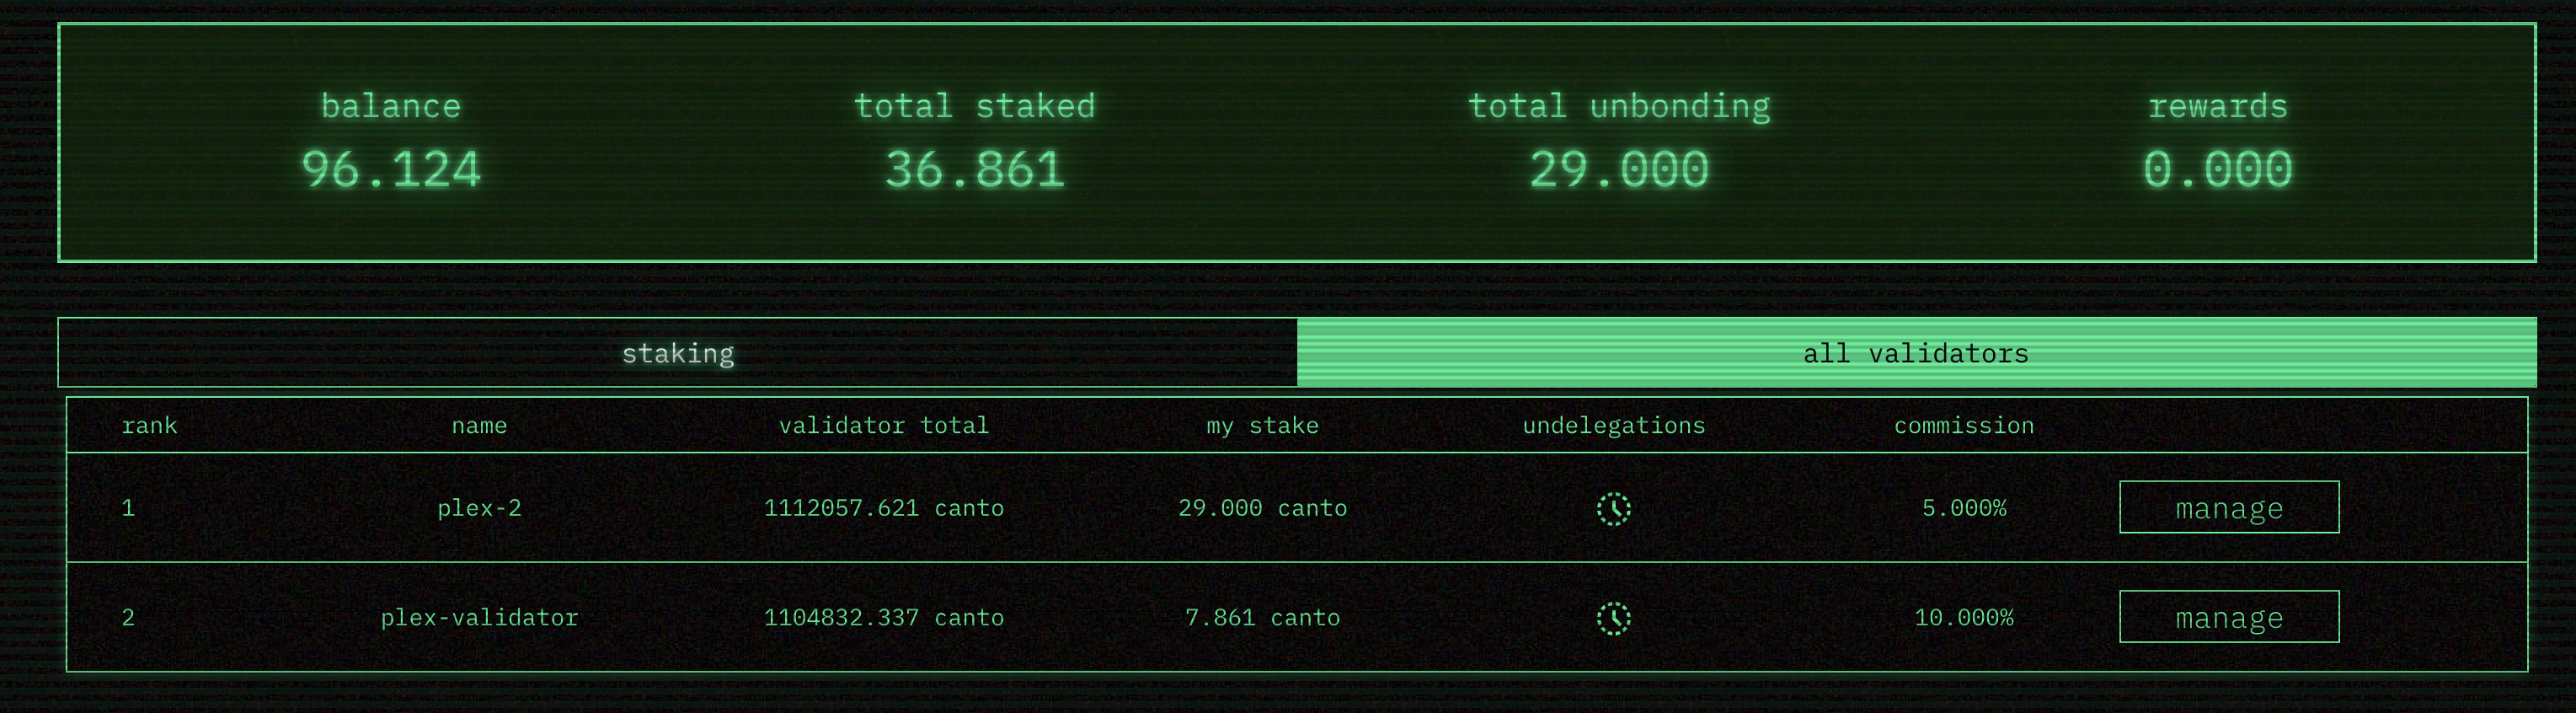 balance total staked total unbonding rewards
96.124 36.861 29.000 0.000
staking all validators
rank name validator total my stake undelegations commission
1 plex-2 1112057.621 canto 29.000 canto 5.000% manage
2 plex-validator 1104832.337 canto 7.861 canto 10.000% manage